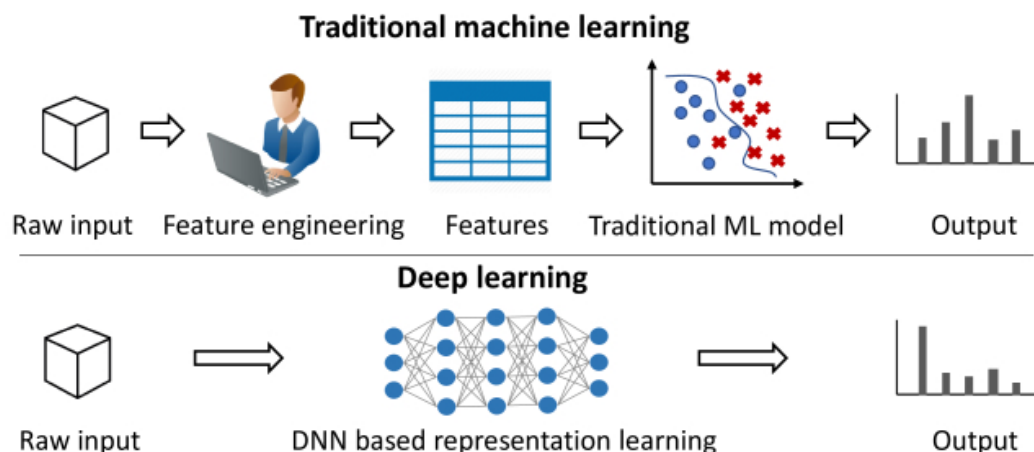 Traditional machine learning
Raw input
Feature engineering
Features
Traditional ML model
Output
Deep learning
Raw input
DNN based representation learning
Output